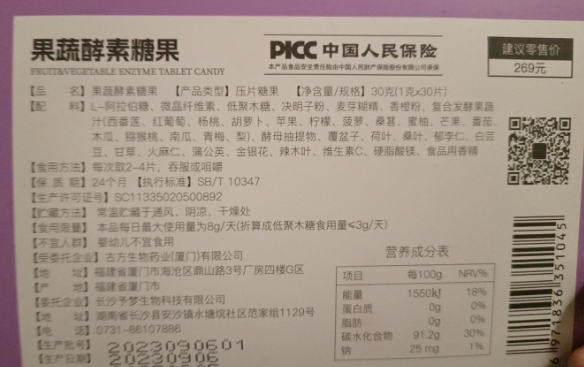 果蔬酵素糖果
FRUIT&VEGETABLE ENZYME TABLET CANDY
PICC 中国人民保险
本产品食品安全责任险由中国人民财产保险股份有限公司承保
建议零售价
269元
【品 名】果蔬酵素糖果 【产品类型】压片糖果 【净含量/规格】30克(1克x30片)
【配 料】L-阿拉伯糖、微晶纤维素、低聚木糖、决明子粉、麦芽糊精、香橙粉、复合发酵果蔬
汁(西番莲、红葡萄、杨桃、胡萝卜、苹果、柠檬、菠萝、桑葚、蜜柚、芒果、番茄、
木瓜、猕猴桃、南瓜、青梅、梨)、酵母抽提物、覆盆子、荷叶、桑叶、郁李仁、白芸
豆、甘草、火麻仁、蒲公英、金银花、辣木叶、维生素C、硬脂酸镁、食品用香精
【食用方法】每次取2-4片，吞服或咀嚼
【保 质 期】24个月 【执行标准】SB/T 10347
【生产许可证号】SC11335020500892
【贮藏方法】常温贮藏于通风、阴凉、干燥处
【食用限量】本品每日最大使用量为8g/天(折算成低聚木糖食用量≤3g/天)
【不宜人群】婴幼儿不宜食用
【受委托企业】古方生物药业(厦门)有限公司
【地 址】福建省厦门市海沧区鼎山路3号厂房四楼G区
【产 地】福建省厦门市
【委托企业】长沙予梦生物科技有限公司
【地 址】湖南省长沙县安沙镇水塘垸社区范家组1129号
【电 话】0731-86107886
【生产批号】2023090601
【生产日期】20230906
营养成分表
项目 每100g NRV%
能量 1550kJ 18%
蛋白质 0g 0%
脂肪 0g 0%
碳水化合物 91.2g 30%
钠 25mg 1%
6971836351045